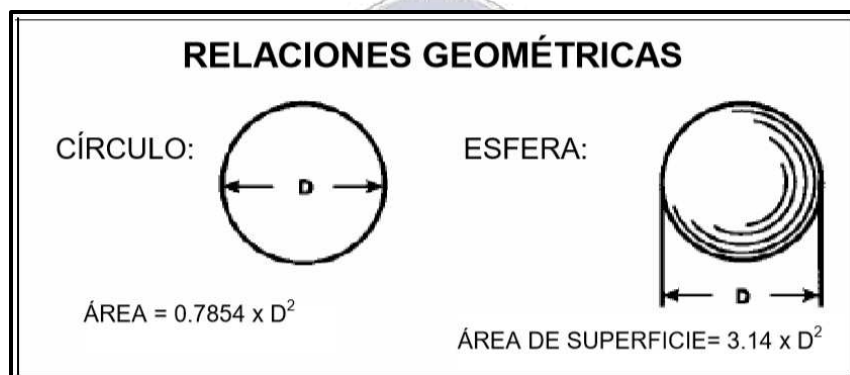 RELACIONES GEOMÉTRICAS
CÍRCULO:
D
ÁREA = 0.7854 x D²
ESFERA:
D
ÁREA DE SUPERFICIE= 3.14 x D²